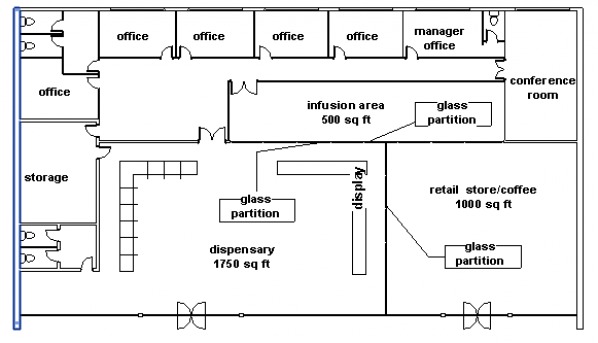 office
office
office
office
manager
office
conference
room
office
infusion area
500 sq ft
glass
partition
storage
glass
partition
display
retail store/coffee
1000 sq ft
dispensary
1750 sq ft
glass
partition